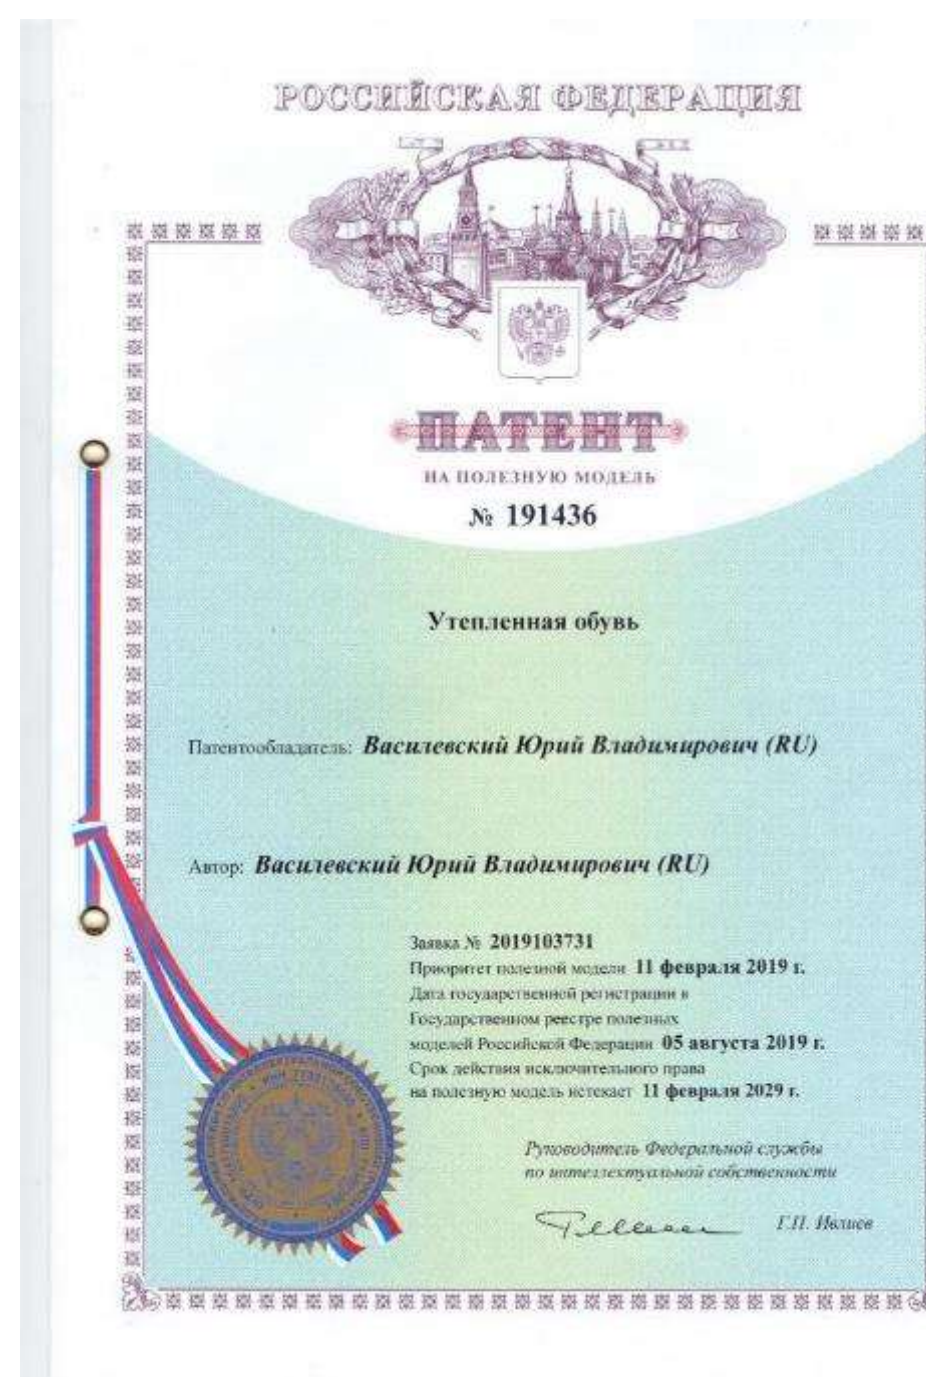 РОССИЙСКАЯ ФЕДЕРАЦИЯ
ПАТЕНТ
НА ПОЛЕЗНУЮ МОДЕЛЬ
№ 191436
Утепленная обувь
Патентообладатель: Василевский Юрий Владимирович (RU)
Автор: Василевский Юрий Владимирович (RU)
Заявка № 2019103731
Приоритет полезной модели 11 февраля 2019 г.
Дата государственной регистрации в
Государственном реестре полезных
моделей Российской Федерации 05 августа 2019 г.
Срок действия исключительного права
на полезную модель истекает 11 февраля 2029 г.
Руководитель Федеральной службы
по интеллектуальной собственности
Г.П. Ивлиев